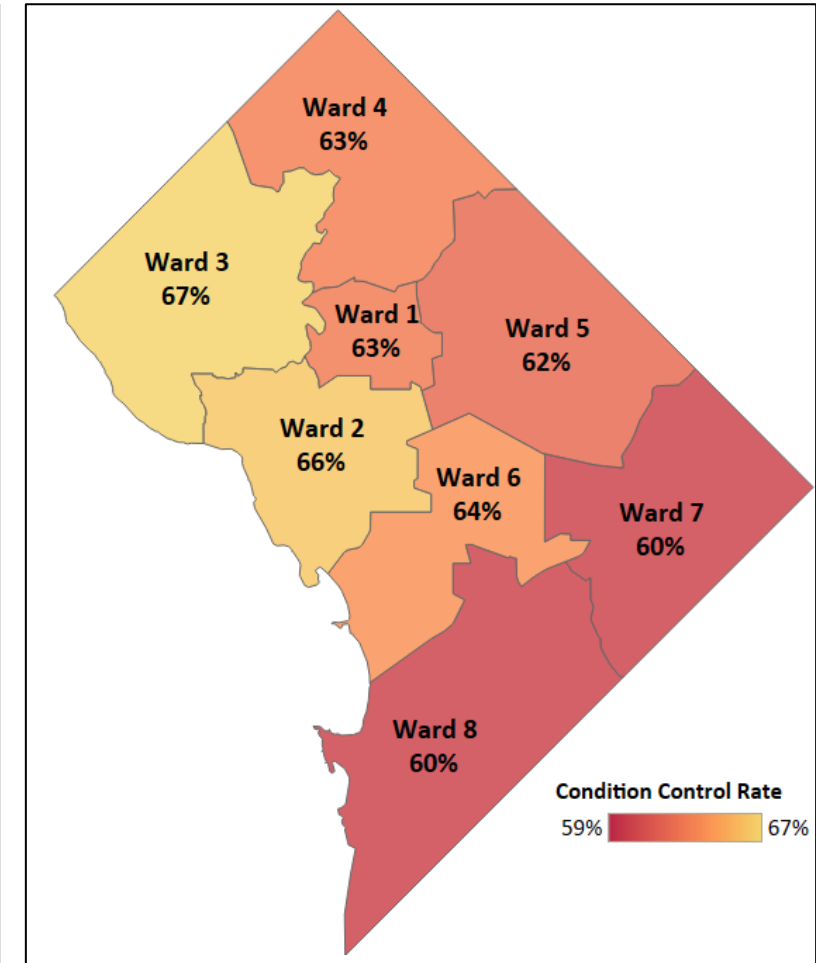 Ward 4
63%
Ward 3
67%
Ward 1
63%
Ward 5
62%
Ward 2
66%
Ward 6
64%
Ward 7
60%
Ward 8
60%
Condition Control Rate
59% 67%